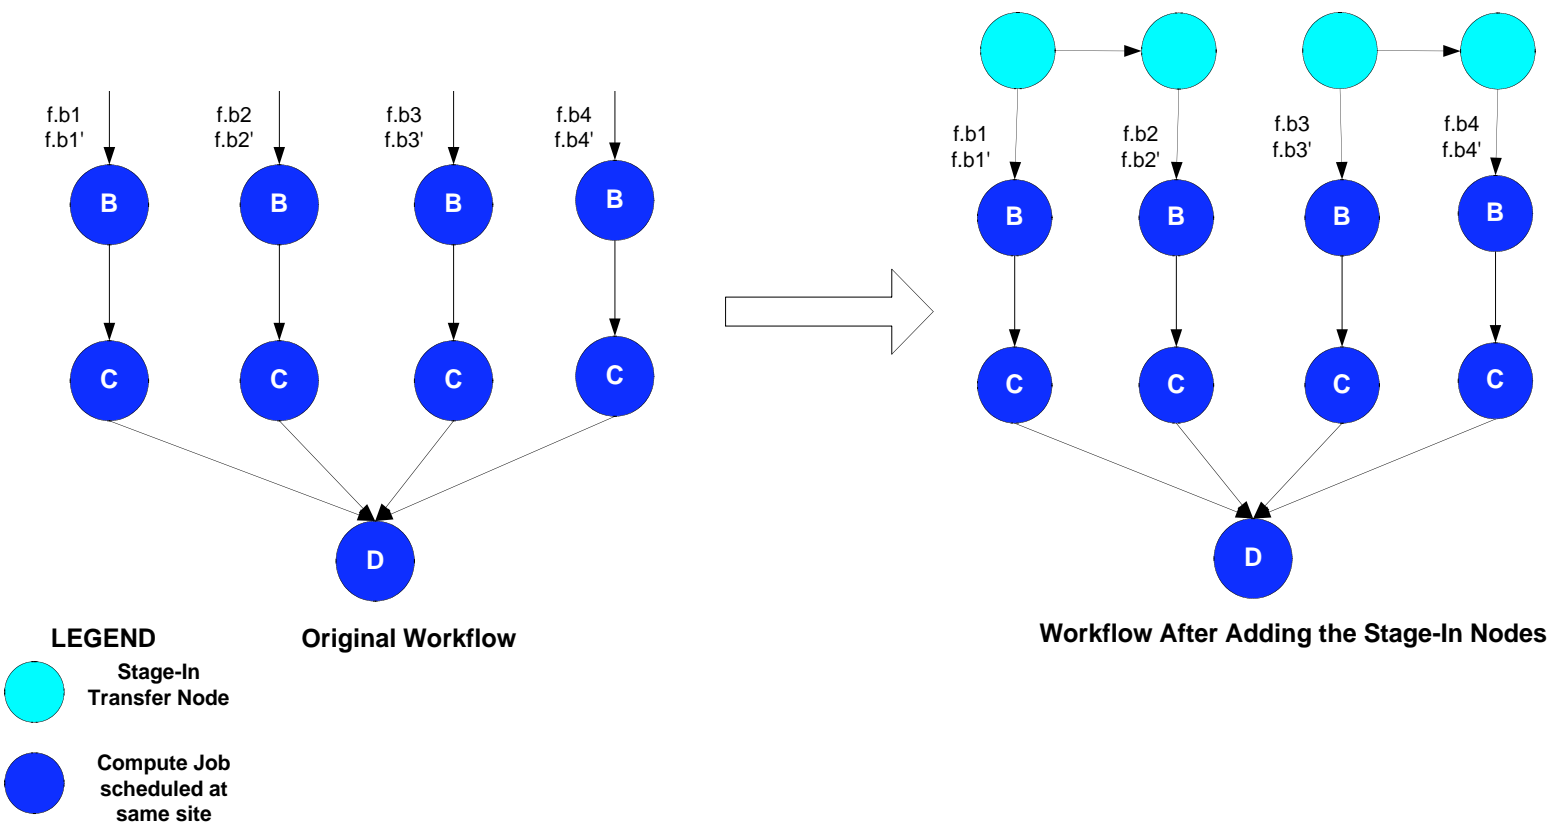 f.b1
f.b1'
f.b2
f.b2'
f.b3
f.b3'
f.b4
f.b4'
B
B
B
B
C
C
C
C
D
Original Workflow
f.b1
f.b1'
f.b2
f.b2'
f.b3
f.b3'
f.b4
f.b4'
B
B
B
B
C
C
C
C
D
Workflow After Adding the Stage-In Nodes
LEGEND
Stage-In
Transfer Node
Compute Job
scheduled at
same site